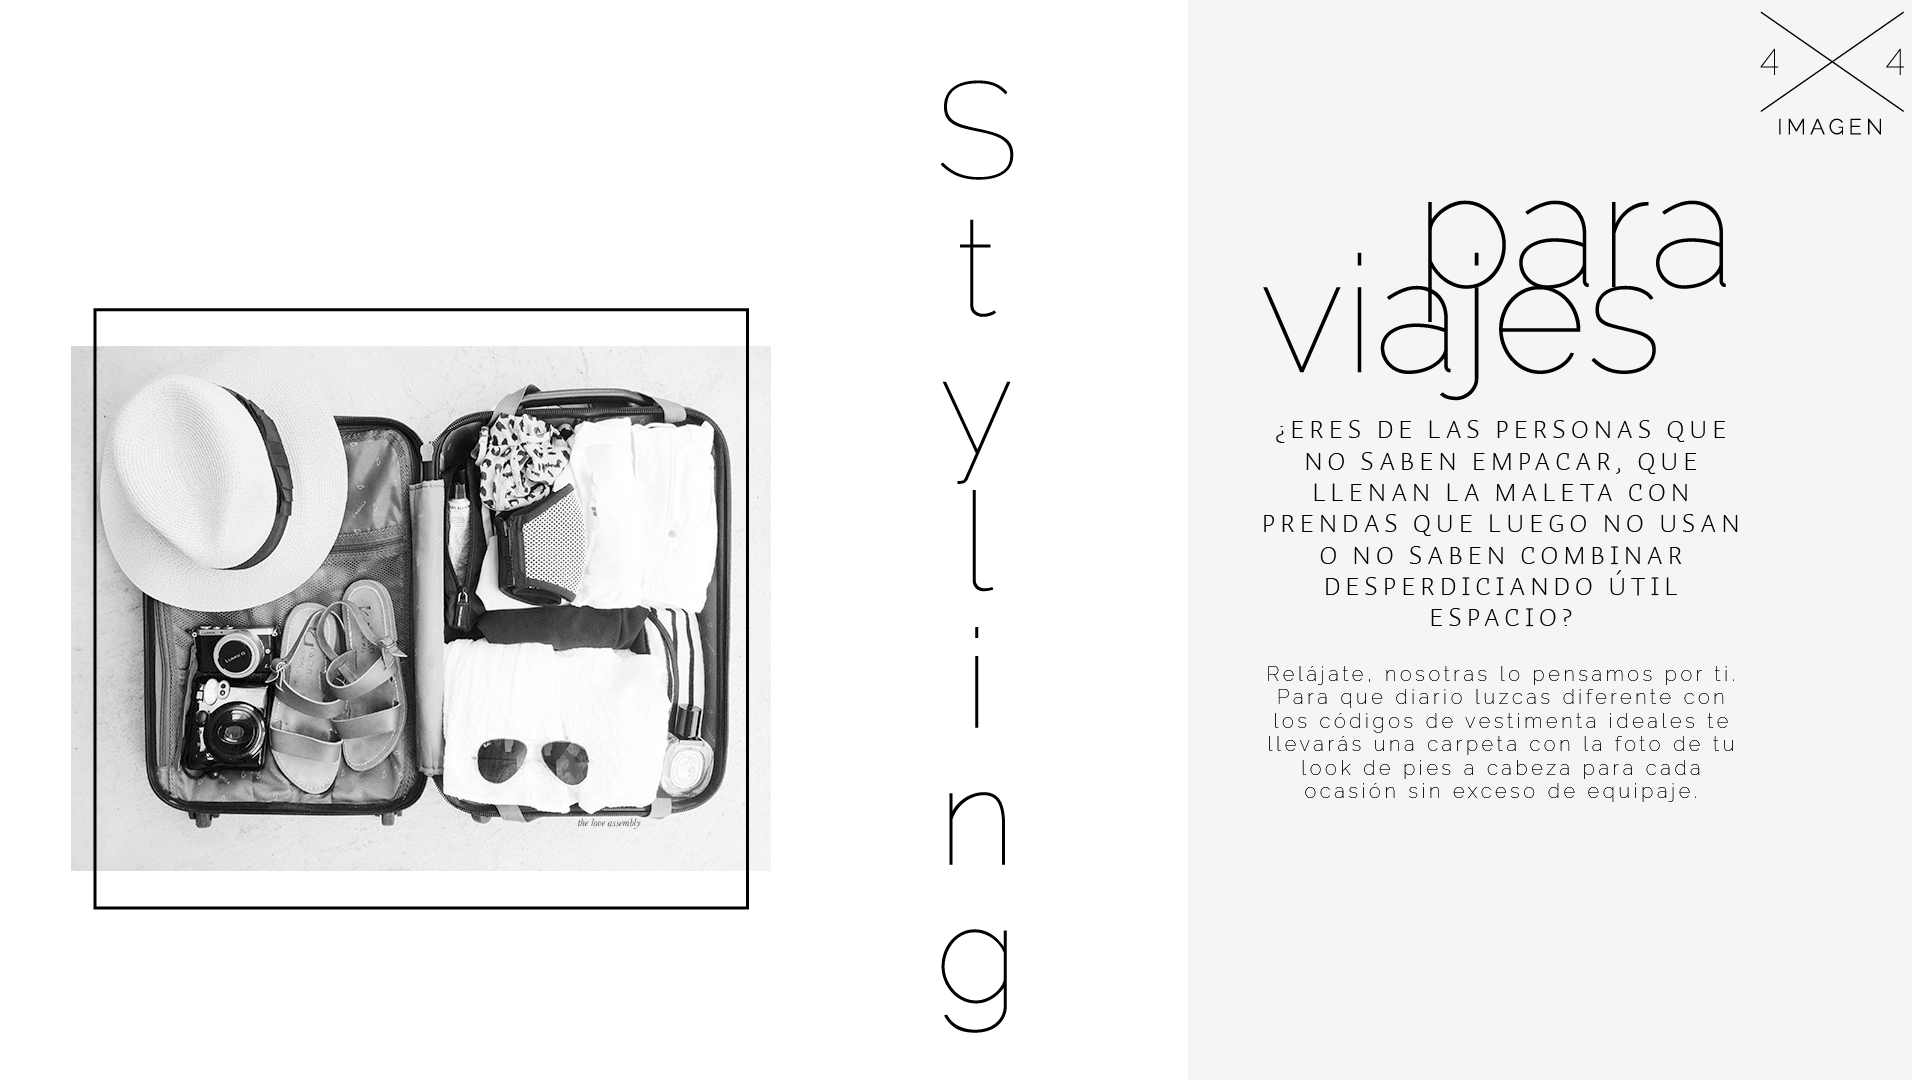 Styling
4 4
IMAGEN
para
viajes
¿ERES DE LAS PERSONAS QUE
NO SABEN EMPACAR, QUE
LLENAN LA MALETA CON
PRENDAS QUE LUEGO NO USAN
O NO SABEN COMBINAR
DESPERDICIANDO ÚTIL
ESPACIO?
Relájate, nosotras lo pensamos por ti.
Para que diario luzcas diferente con
los códigos de vestimenta ideales te
llevarás una carpeta con la foto de tu
look de pies a cabeza para cada
ocasión sin exceso de equipaje.
LUMIX
LUMIX G
the love assembly